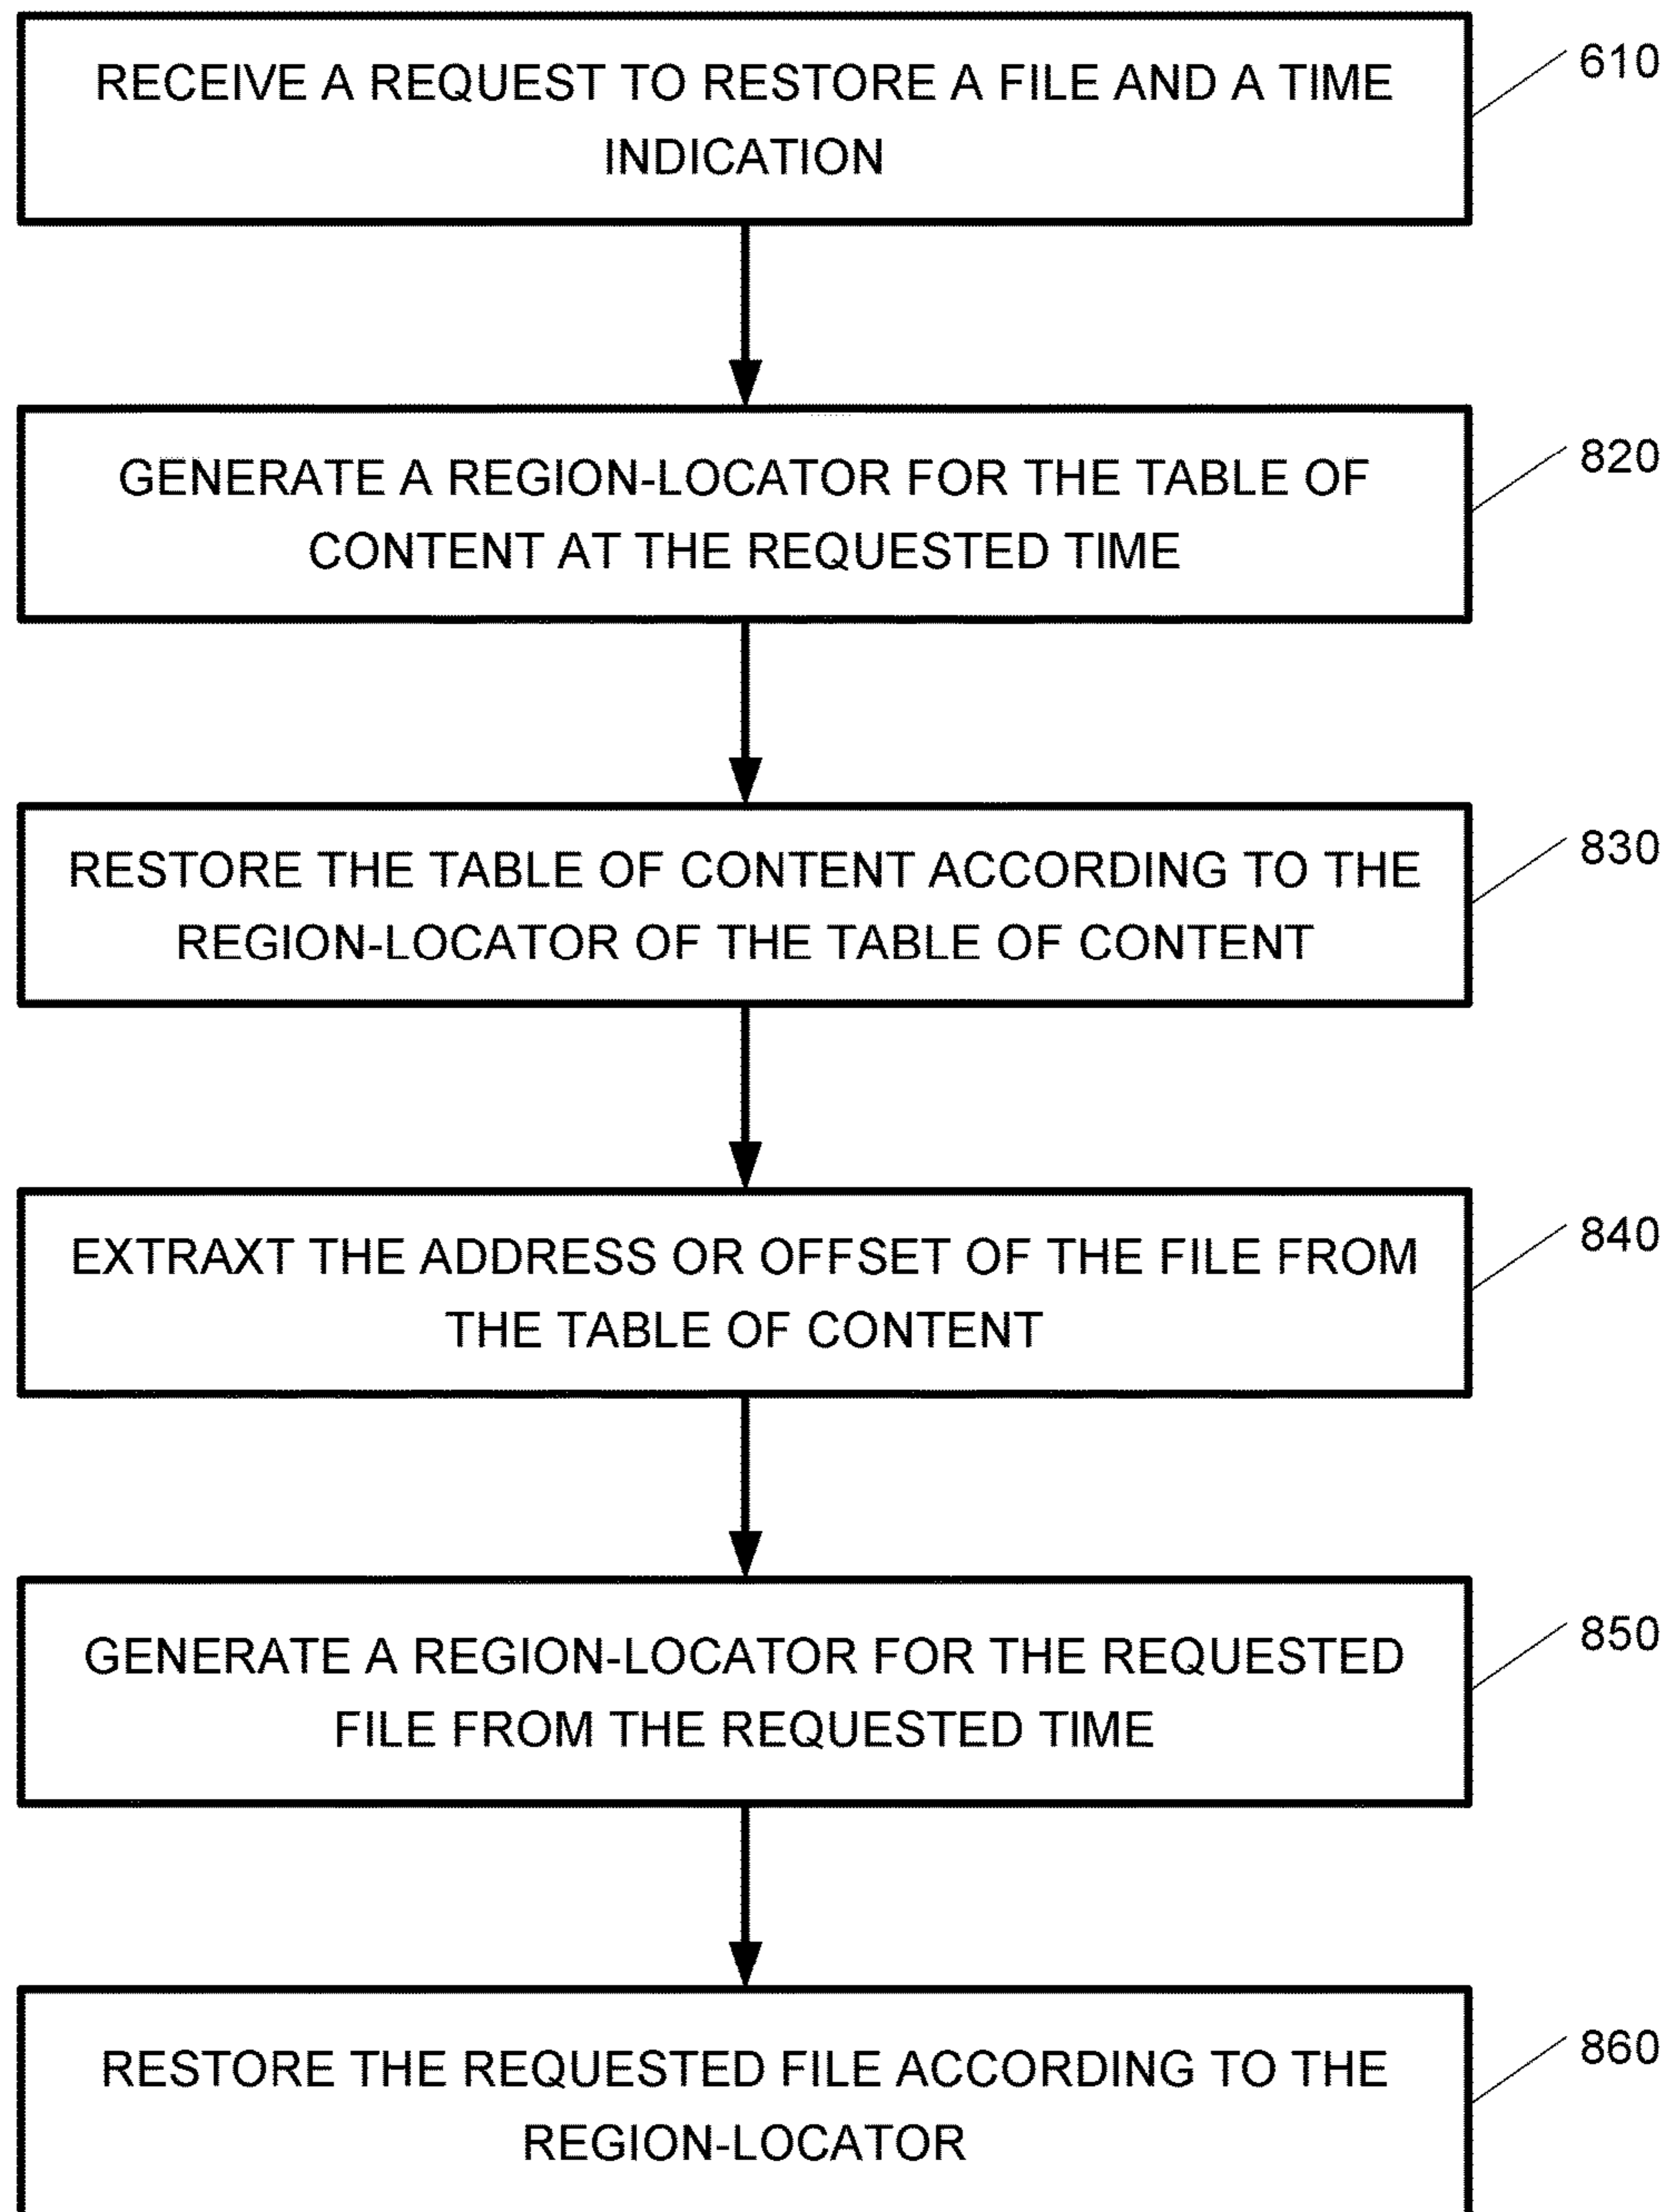 RECEIVE A REQUEST TO RESTORE A FILE AND A TIME
INDICATION
610
GENERATE A REGION-LOCATOR FOR THE TABLE OF
CONTENT AT THE REQUESTED TIME
820
RESTORE THE TABLE OF CONTENT ACCORDING TO THE
REGION-LOCATOR OF THE TABLE OF CONTENT
830
EXTRAXT THE ADDRESS OR OFFSET OF THE FILE FROM
THE TABLE OF CONTENT
840
GENERATE A REGION-LOCATOR FOR THE REQUESTED
FILE FROM THE REQUESTED TIME
850
RESTORE THE REQUESTED FILE ACCORDING TO THE
REGION-LOCATOR
860